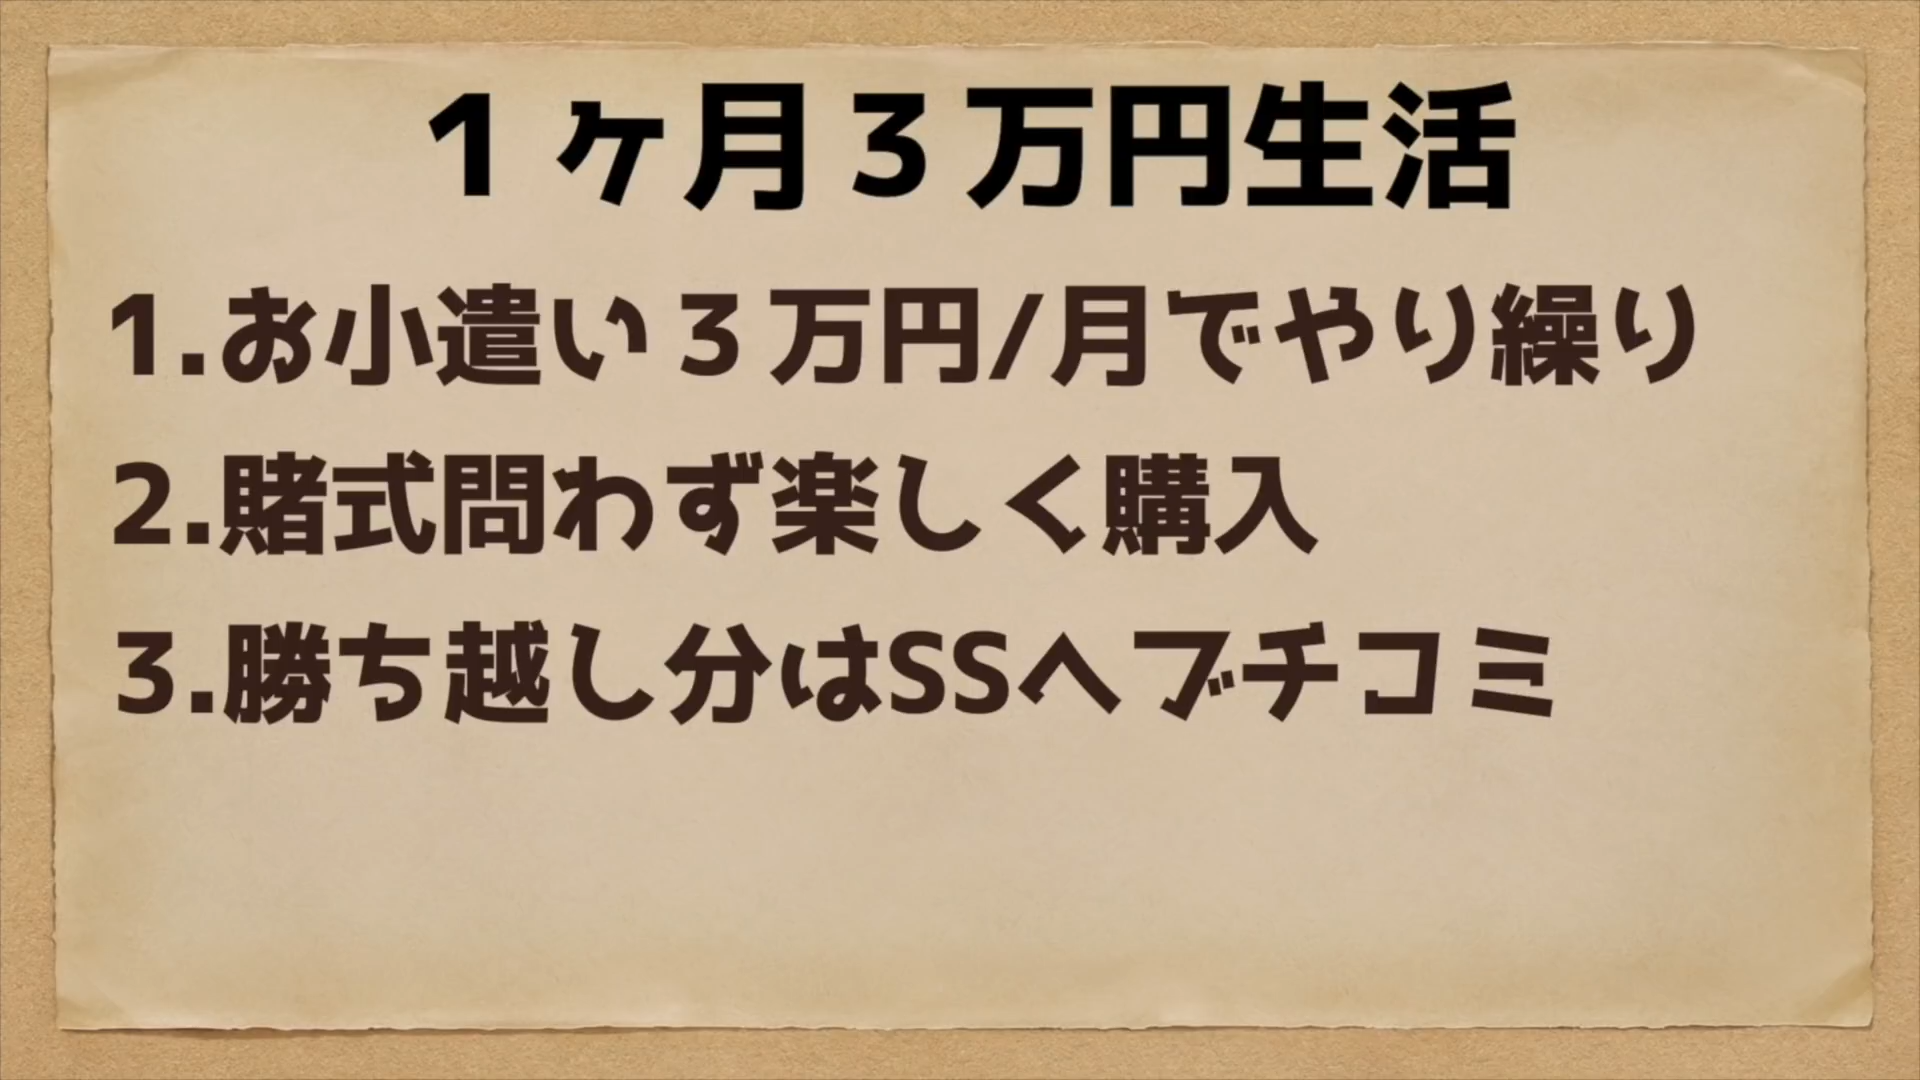 １ヶ月３万円生活
1.お小遣い３万円/月でやり繰り
2.賭式問わず楽しく購入
3.勝ち越し分はSSへブチコミ